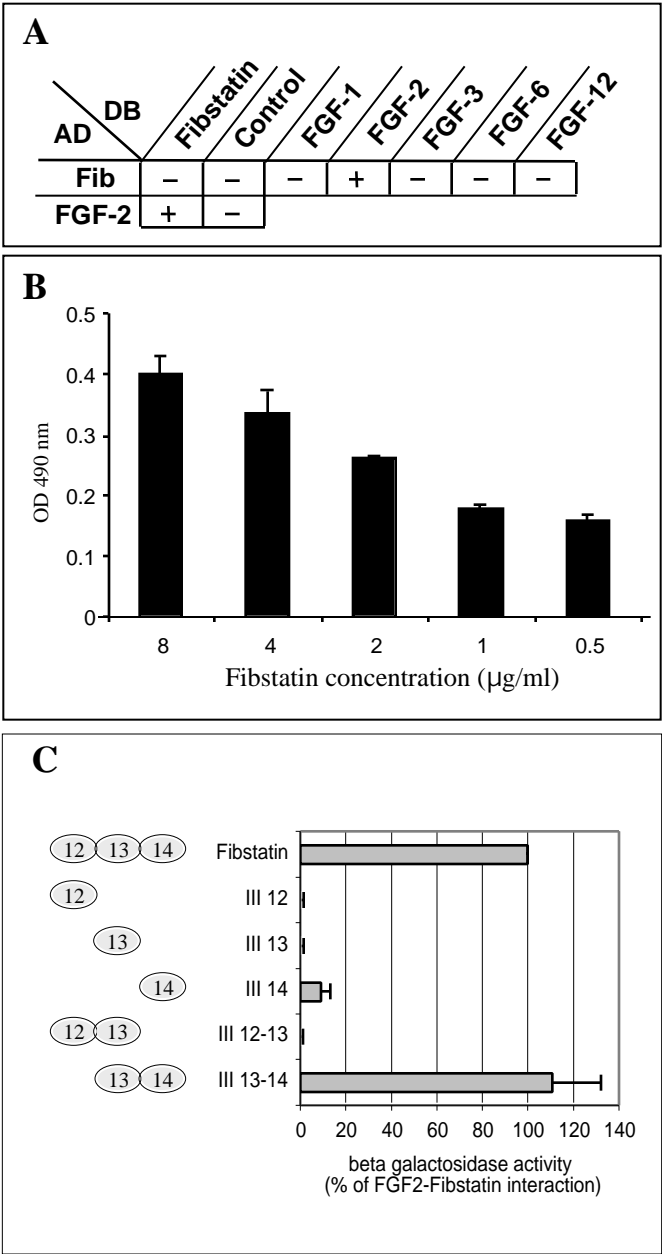 A
AD DB Fibstatin Control FGF-1 FGF-2 FGF-3 FGF-6 FGF-12
Fib – – – + – – –
FGF-2 + –
B
0.5
0.4
0.3
0.2
0.1
0
OD 490 nm
8 4 2 1 0.5
Fibstatin concentration (μg/ml)
C
12 13 14 Fibstatin
12 III 12
13 III 13
14 III 14
12 13 III 12-13
13 14 III 13-14
0 20 40 60 80 100 120 140
beta galactosidase activity
(% of FGF2-Fibstatin interaction)